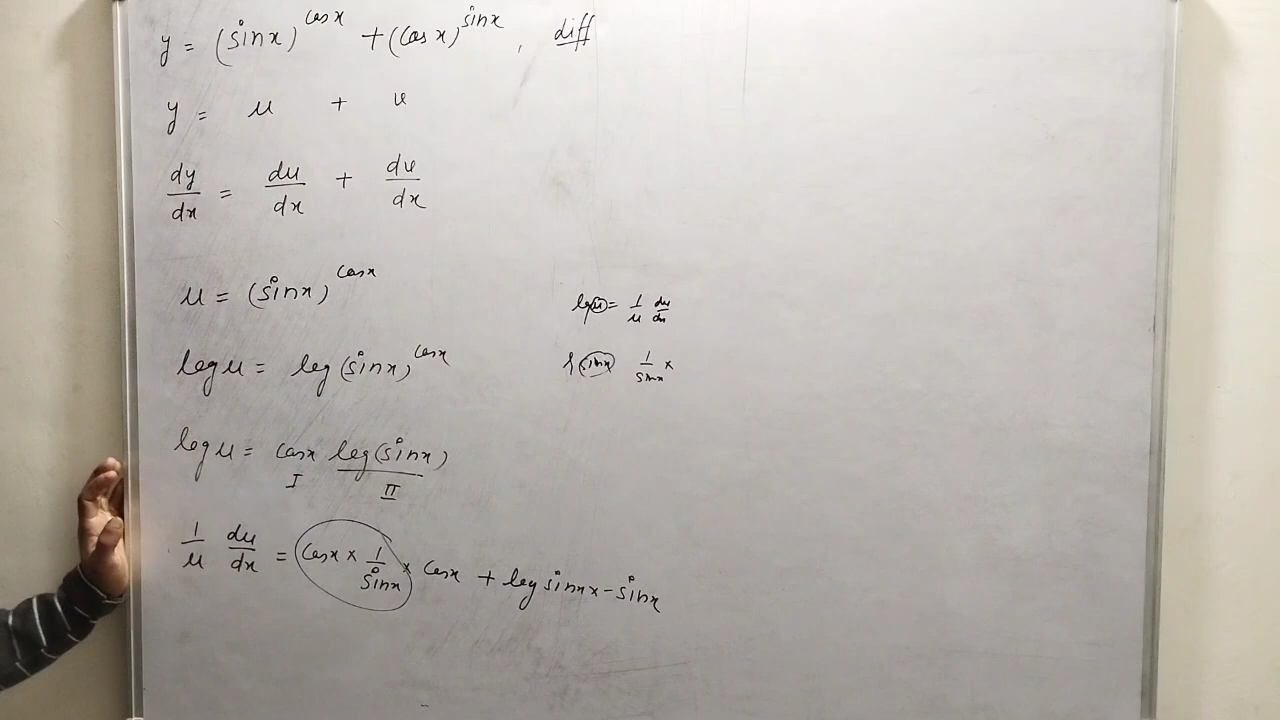 y = (sinx)^cosx + (cosx)^sinx , diff
y = u + v
dy/dx = du/dx + dv/dx
u = (sinx)^cosx
log u = 1/u du/dx
log u = log (sinx)^cosx
sinx 1/sinx ×
log u = cosx log(sinx)
I II
1/u du/dx = cosx × 1/sinx × cosx + log sinx × - sinx